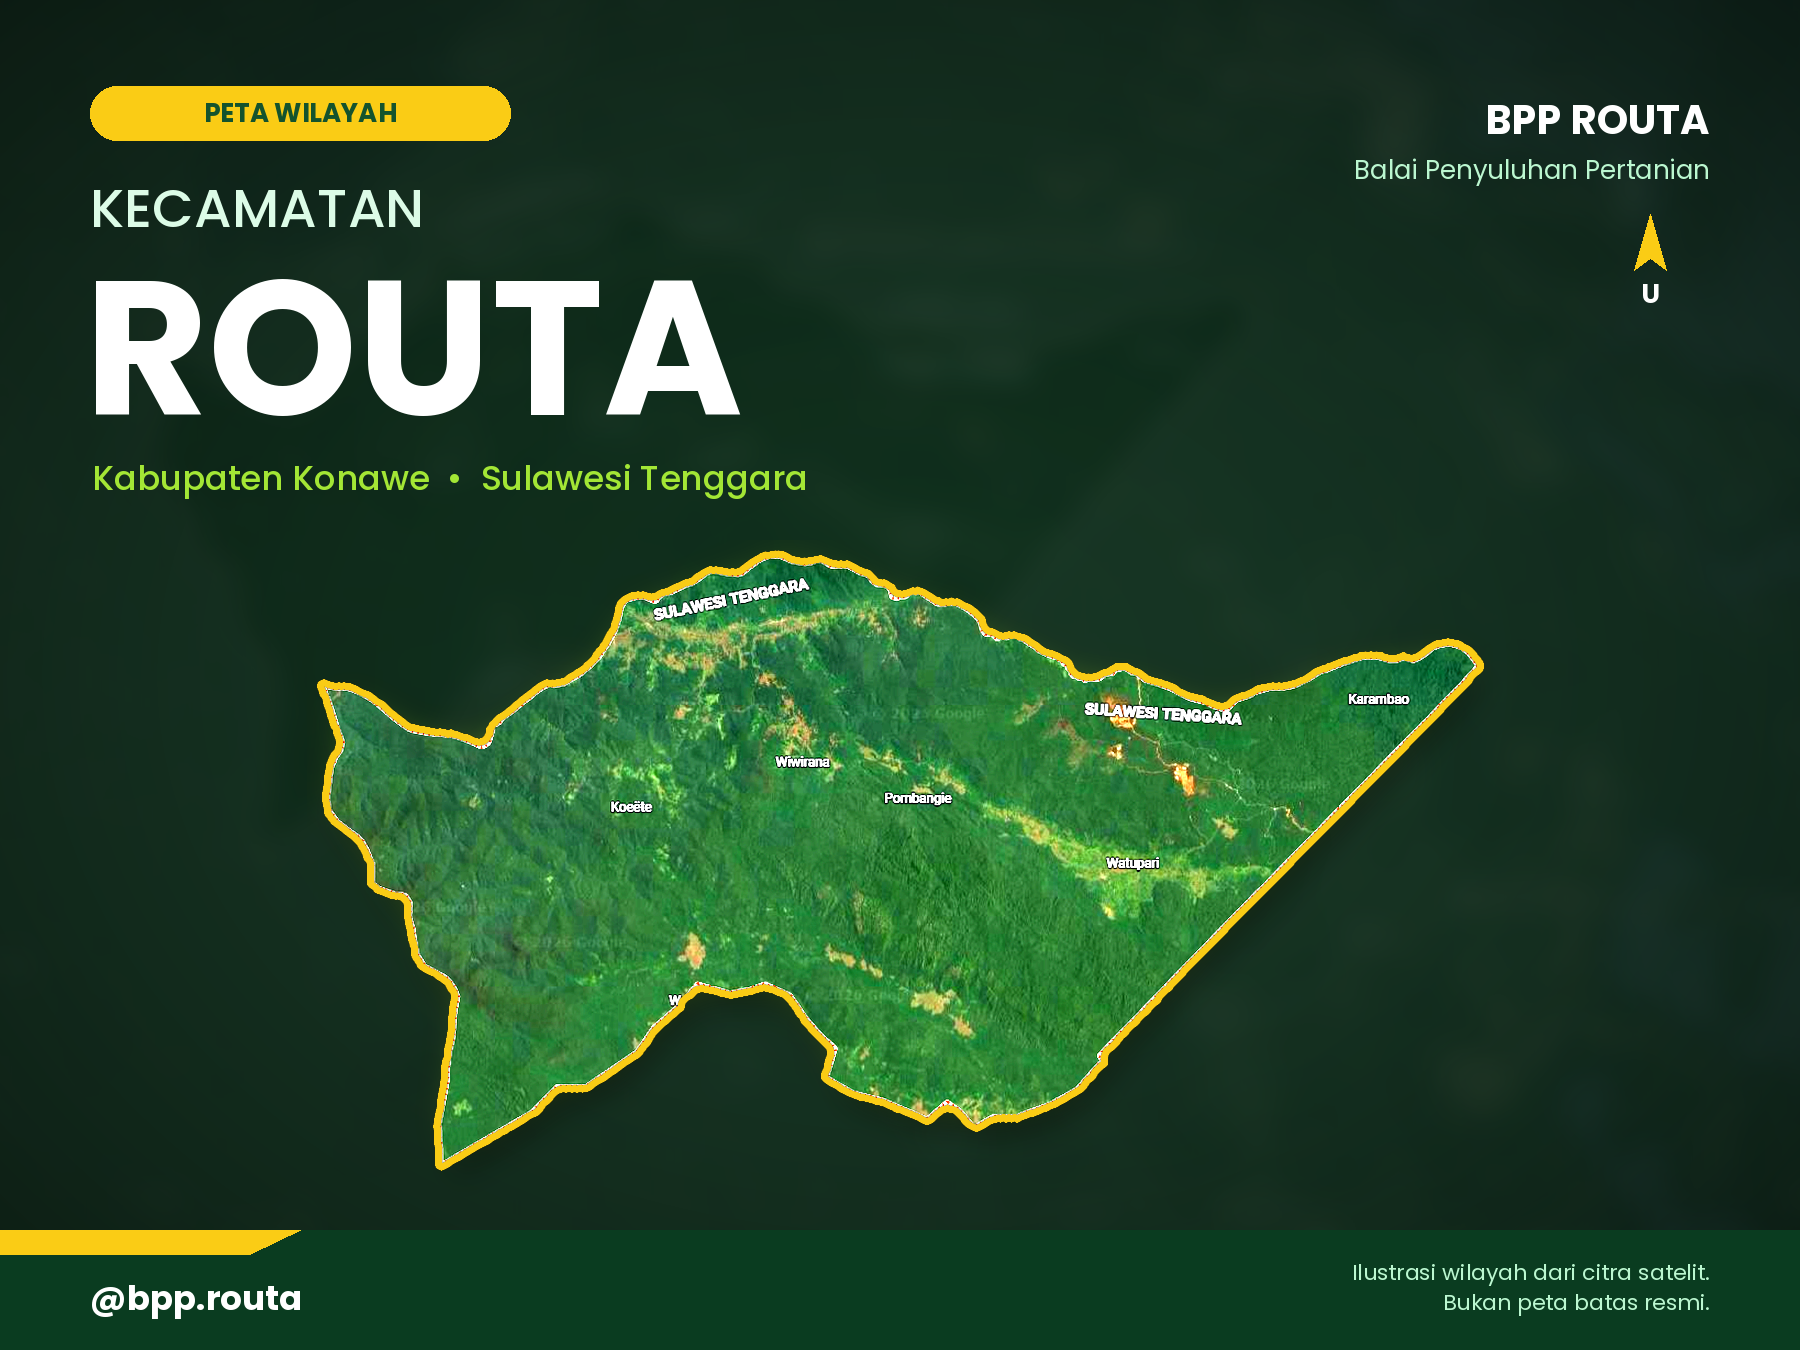 PETA WILAYAH
KECAMATAN
ROUTA
Kabupaten Konawe • Sulawesi Tenggara
BPP ROUTA
Balai Penyuluhan Pertanian
U
SULAWESI TENGGARA
SULAWESI TENGGARA
Karambao
Wiwirana
Koeëte
Pombangie
Watupari
W
@bpp.routa
Ilustrasi wilayah dari citra satelit.
Bukan peta batas resmi.